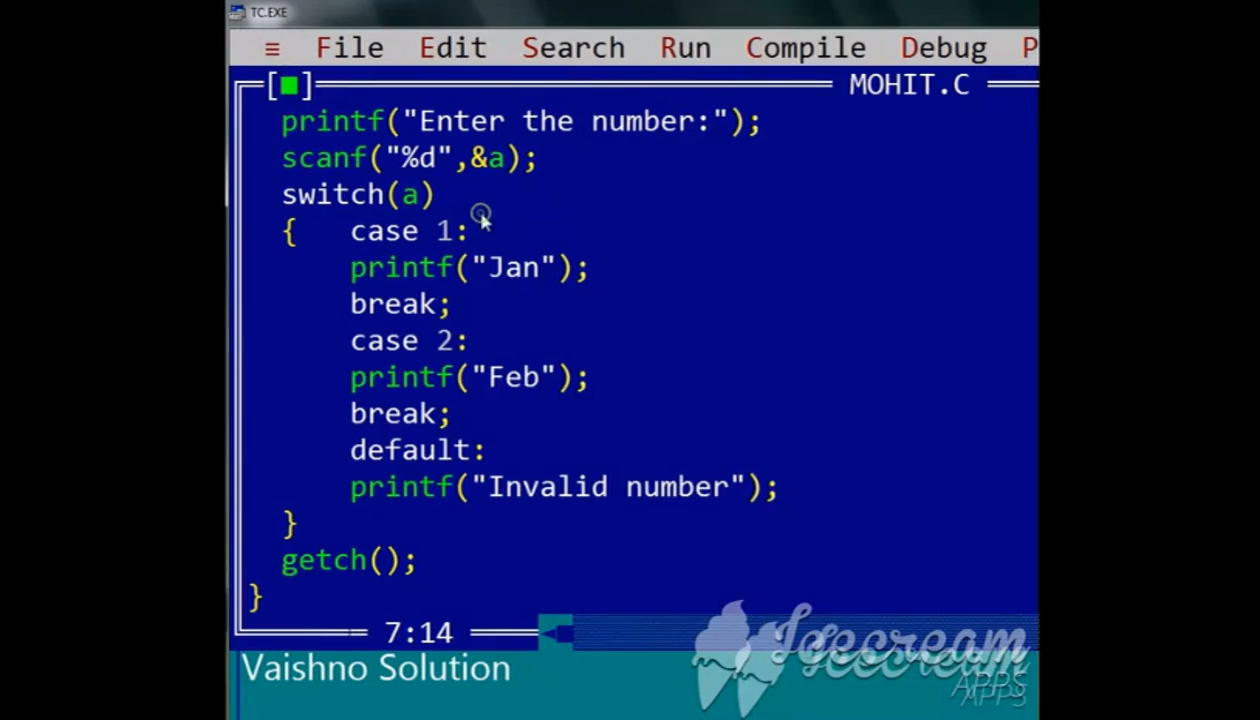 TC.EXE
≡ File Edit Search Run Compile Debug P
[■] MOHIT.C
printf("Enter the number:");
scanf("%d",&a);
switch(a)
{ case 1:
printf("Jan");
break;
case 2:
printf("Feb");
break;
default:
printf("Invalid number");
}
getch();
}
7:14
Vaishno Solution
Icecream
APPS